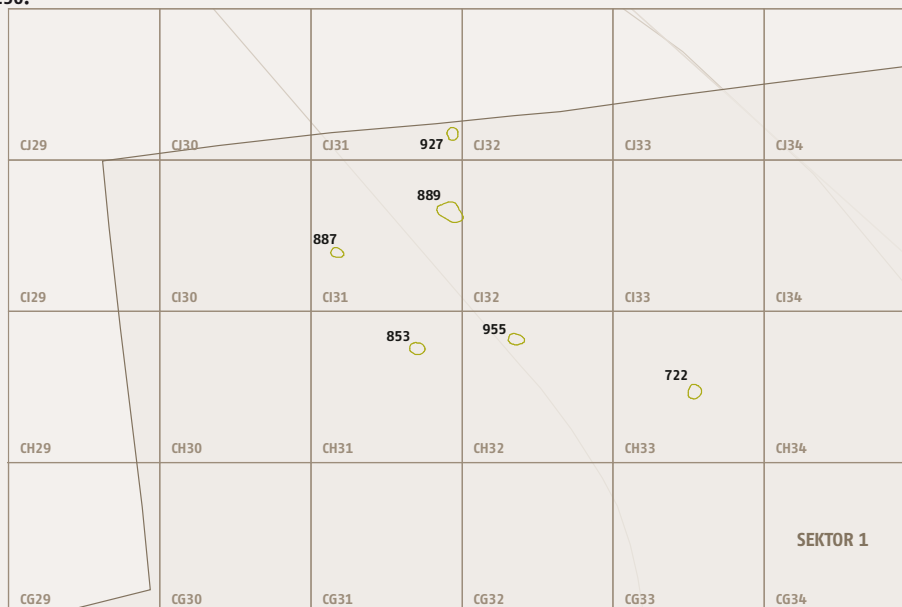 927
CJ29 CJ30 CJ31 CJ32 CJ33 CJ34
889
887
CI29 CI30 CI31 CI32 CI33 CI34
955
853
722
CH29 CH30 CH31 CH32 CH33 CH34
SEKTOR 1
CG29 CG30 CG31 CG32 CG33 CG34